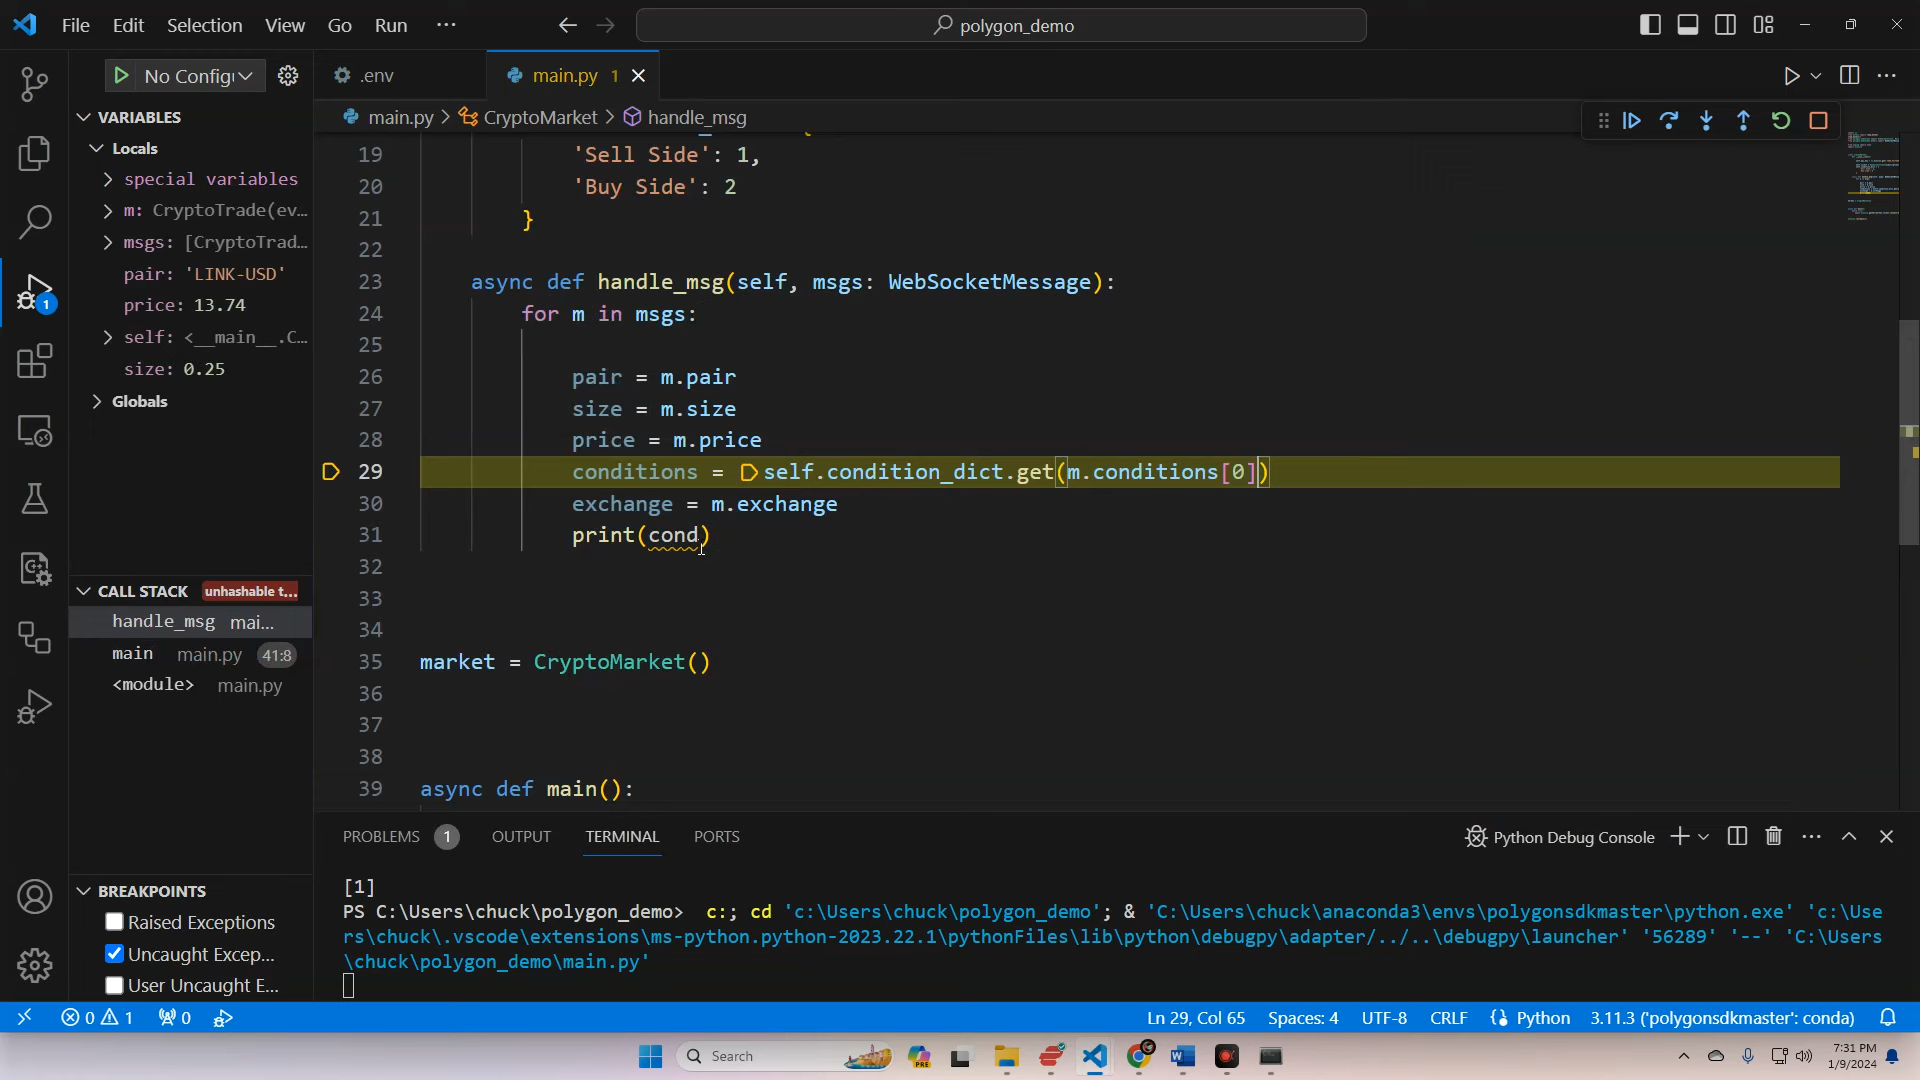 File Edit Selection View Go Run ··· polygon_demo
No Config .env main.py 1
main.py > CryptoMarket > handle_msg
VARIABLES
Locals
special variables
m: CryptoTrade(ev...
msgs: [CryptoTrad...
pair: 'LINK-USD'
price: 13.74
self: <__main__.C...
size: 0.25
Globals
CALL STACK unhashable t...
handle_msg mai...
main main.py 41:8
<module> main.py
BREAKPOINTS
Raised Exceptions
Uncaught Excep...
User Uncaught E...
1
19 'Sell Side': 1,
20 'Buy Side': 2
21 }
22
23 async def handle_msg(self, msgs: WebSocketMessage):
24 for m in msgs:
25
26 pair = m.pair
27 size = m.size
28 price = m.price
29 conditions = self.condition_dict.get(m.conditions[0])
30 exchange = m.exchange
31 print(cond)
32
33
34
35 market = CryptoMarket()
36
37
38
39 async def main():
PROBLEMS 1 OUTPUT TERMINAL PORTS Python Debug Console
[1]
PS C:\Users\chuck\polygon_demo> c:; cd 'c:\Users\chuck\polygon_demo'; & 'C:\Users\chuck\anaconda3\envs\polygonsdkmaster\python.exe' 'c:\Use
rs\chuck\.vscode\extensions\ms-python.python-2023.22.1\pythonFiles\lib\python\debugpy\adapter/../..\debugpy\launcher' '56289' '--' 'C:\Users
\chuck\polygon_demo\main.py'
0 1 0 Ln 29, Col 65 Spaces: 4 UTF-8 CRLF Python 3.11.3 ('polygonsdkmaster': conda)
Search PRE 7:31 PM
1/9/2024